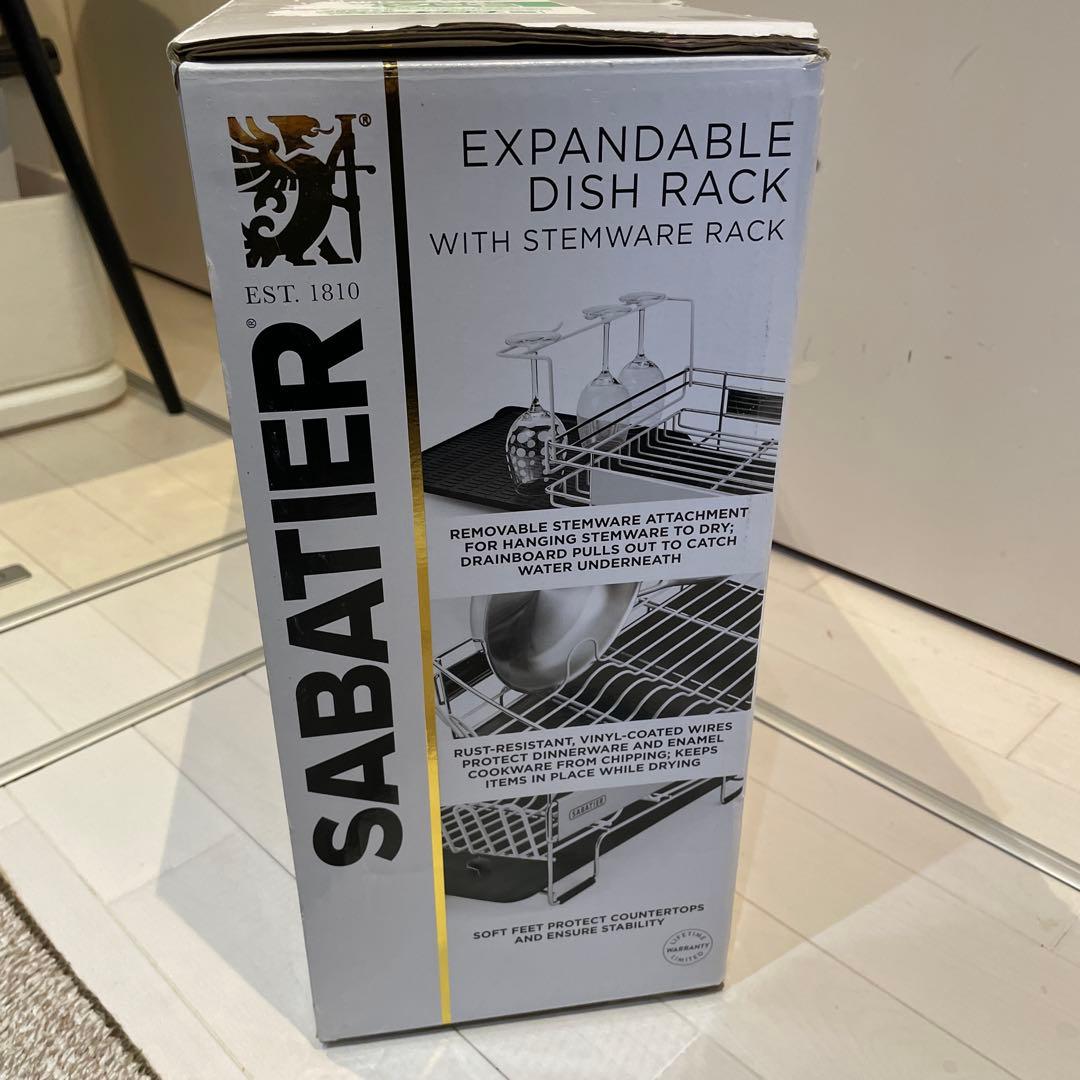 ®
EST. 1810
SABATIER®
EXPANDABLE
DISH RACK
WITH STEMWARE RACK
REMOVABLE STEMWARE ATTACHMENT
FOR HANGING STEMWARE TO DRY;
DRAINBOARD PULLS OUT TO CATCH
WATER UNDERNEATH
RUST-RESISTANT, VINYL-COATED WIRES
PROTECT DINNERWARE AND ENAMEL
COOKWARE FROM CHIPPING; KEEPS
ITEMS IN PLACE WHILE DRYING
SABATIER
SOFT FEET PROTECT COUNTERTOPS
AND ENSURE STABILITY
LIFETIME
WARRANTY
LIMITED